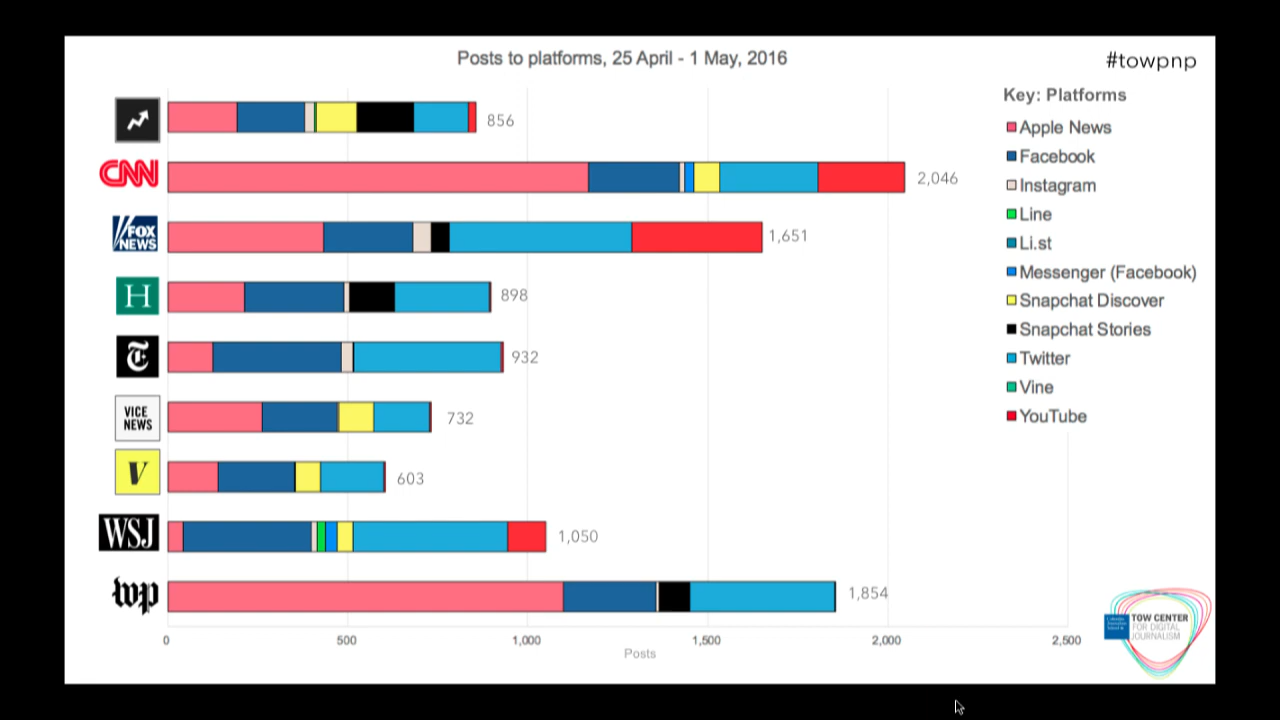 Posts to platforms, 25 April - 1 May, 2016
#towpnp
Key: Platforms
Apple News
Facebook
Instagram
Line
Li.st
Messenger (Facebook)
Snapchat Discover
Snapchat Stories
Twitter
Vine
YouTube
856
CNN
2,046
FOX
NEWS
1,651
H
898
T
932
VICE
NEWS
732
V
603
WSJ
1,050
wp
1,854
0
500
1,000
1,500
2,000
2,500
Posts
TOW CENTER
FOR DIGITAL
JOURNALISM